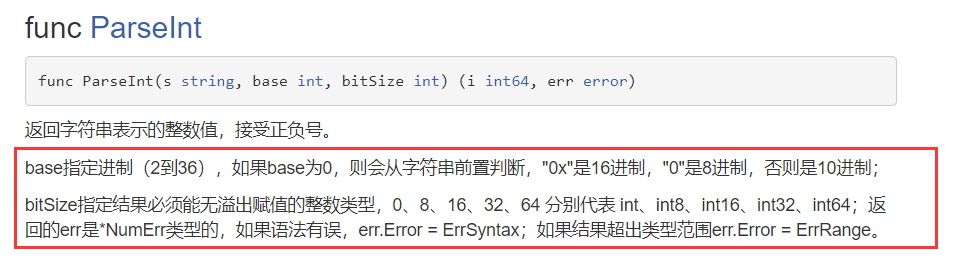 func ParseInt
func ParseInt(s string, base int, bitSize int) (i int64, err error)
返回字符串表示的整数值，接受正负号。
base指定进制（2到36），如果base为0，则会从字符串前置判断，"0x"是16进制，"0"是8进制，否则是10进制；
bitSize指定结果必须能无溢出赋值的整数类型，0、8、16、32、64 分别代表 int、int8、int16、int32、int64；返
回的err是*NumErr类型的，如果语法有误，err.Error = ErrSyntax；如果结果超出类型范围err.Error = ErrRange。